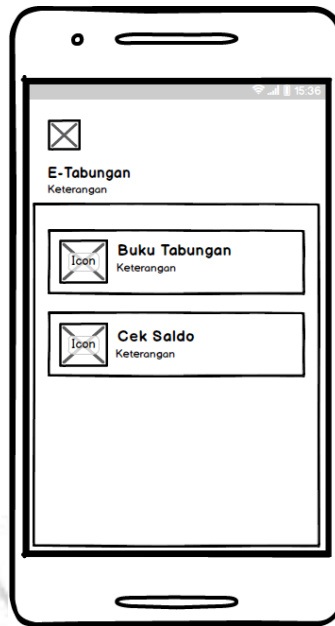 15:36
E-Tabungan
Keterangan
Icon
Buku Tabungan
Keterangan
Icon
Cek Saldo
Keterangan